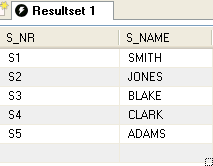 Resultset 1
S_NR S_NAME
S1 SMITH
S2 JONES
S3 BLAKE
S4 CLARK
S5 ADAMS